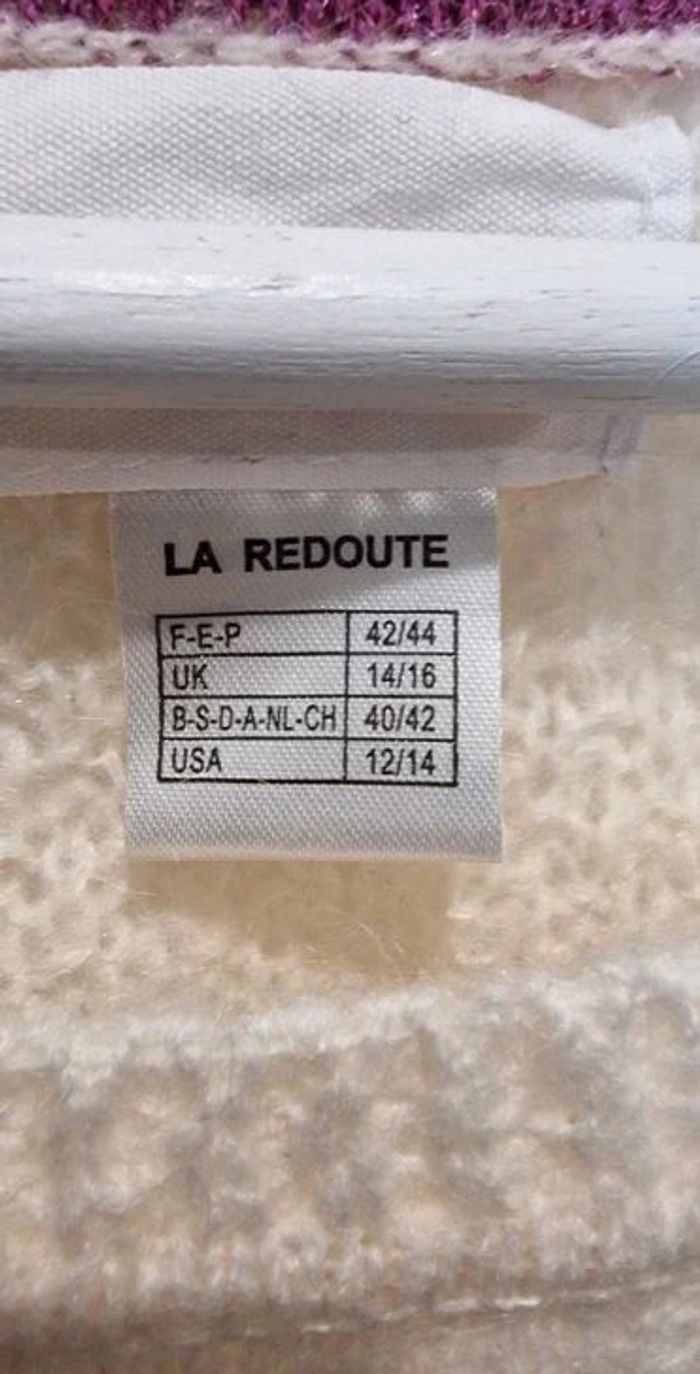 LA REDOUTE
F-E-P 42/44
UK 14/16
B-S-D-A-NL-CH 40/42
USA 12/14